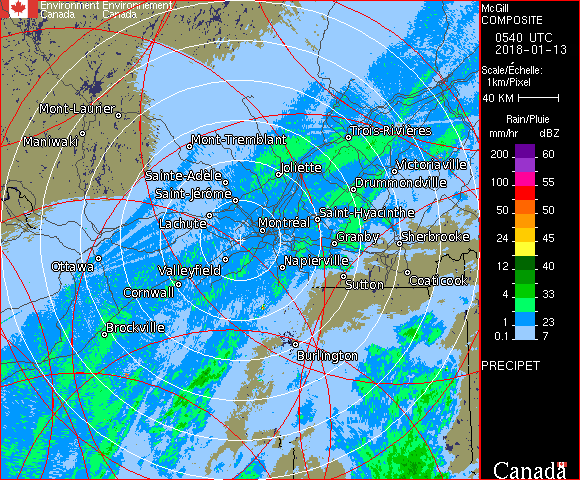 Environment Environnement
Canada Canada
McGill
COMPOSITE
0540 UTC
2018-01-13
Scale/Échelle:
1km/Pixel
40 KM
Rain/Pluie
mm/hr dBZ
200 60
100 55
50 50
24 45
12 40
4 33
1 23
0.1 7
PRECIPET
Canada
Mont-Laurier
Maniwaki
Mont-Tremblant
Trois-Rivières
Sainte-Adèle
Joliette
Victoriaville
Saint-Jérôme
Drummondville
Lachute
Montréal
Saint-Hyacinthe
Granby
Sherbrooke
Ottawa
Valleyfield
Napierville
Cornwall
Sutton
Coaticook
Brockville
Burlington